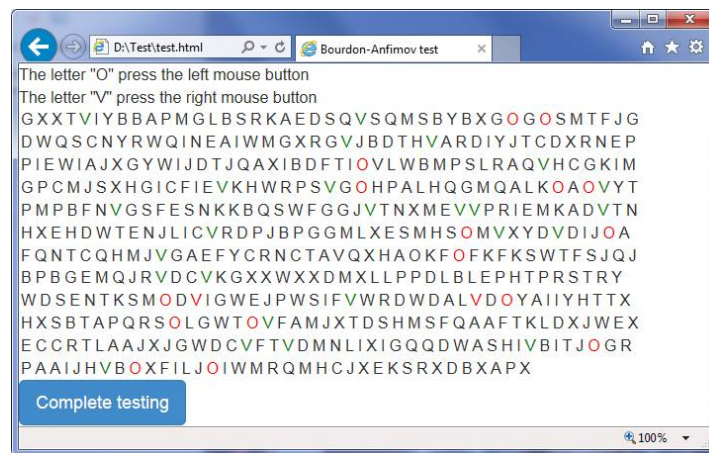 D:\Test\test.html
Bourdon-Anfimov test
The letter "O" press the left mouse button
The letter "V" press the right mouse button
G X X T V I Y B B A P M G L B S R K A E D S Q V S Q M S B Y B X G O G O S M T F J G
D W Q S C N Y R W Q I N E A I W M G X R G V J B D T H V A R D I Y J T C D X R N E P
P I E W I A J X G Y W I J D T J Q A X I B D F T I O V L W B M P S L R A Q V H C G K I M
G P C M J S X H G I C F I E V K H W R P S V G O H P A L H Q G M Q A L K O A O V Y T
P M P B F N V G S F E S N K K B Q S W F G G J V T N X M E V V P R I E M K A D V T N
H X E H D W T E N J L I C V R D P J B P G G M L X E S M H S O M V X Y D V D I J O A
F Q N T C Q H M J V G A E F Y C R N C T A V Q X H A O K F O F K F K S W T F S J Q J
B P B G E M Q J R V D C V K G X X W X X D M X L L P P D L B L E P H T P R S T R Y
W D S E N T K S M O D V I G W E J P W S I F V W R D W D A L V D O Y A I I Y H T T X
H X S B T A P Q R S O L G W T O V F A M J X T D S H M S F Q A A F T K L D X J W E X
E C C R T L A A J X J G W D C V F T V D M N L I X I G Q Q D W A S H I V B I T J O G R
P A A I J H V B O X F I L J O I W M R Q M H C J X E K S R X D B X A P X
Complete testing
100%